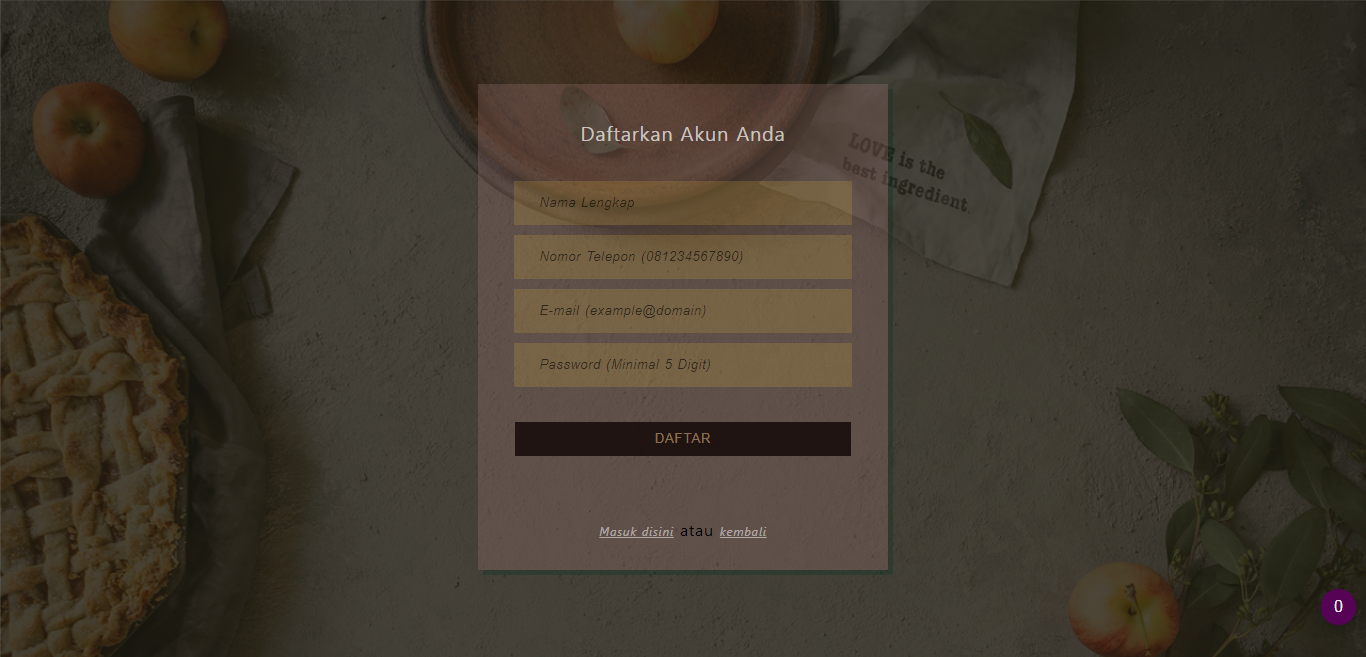 Daftarkan Akun Anda
LOVE is the
best ingredient.
Nama Lengkap
Nomor Telepon (081234567890)
E-mail (example@domain)
Password (Minimal 5 Digit)
DAFTAR
Masuk disini atau kembali
0